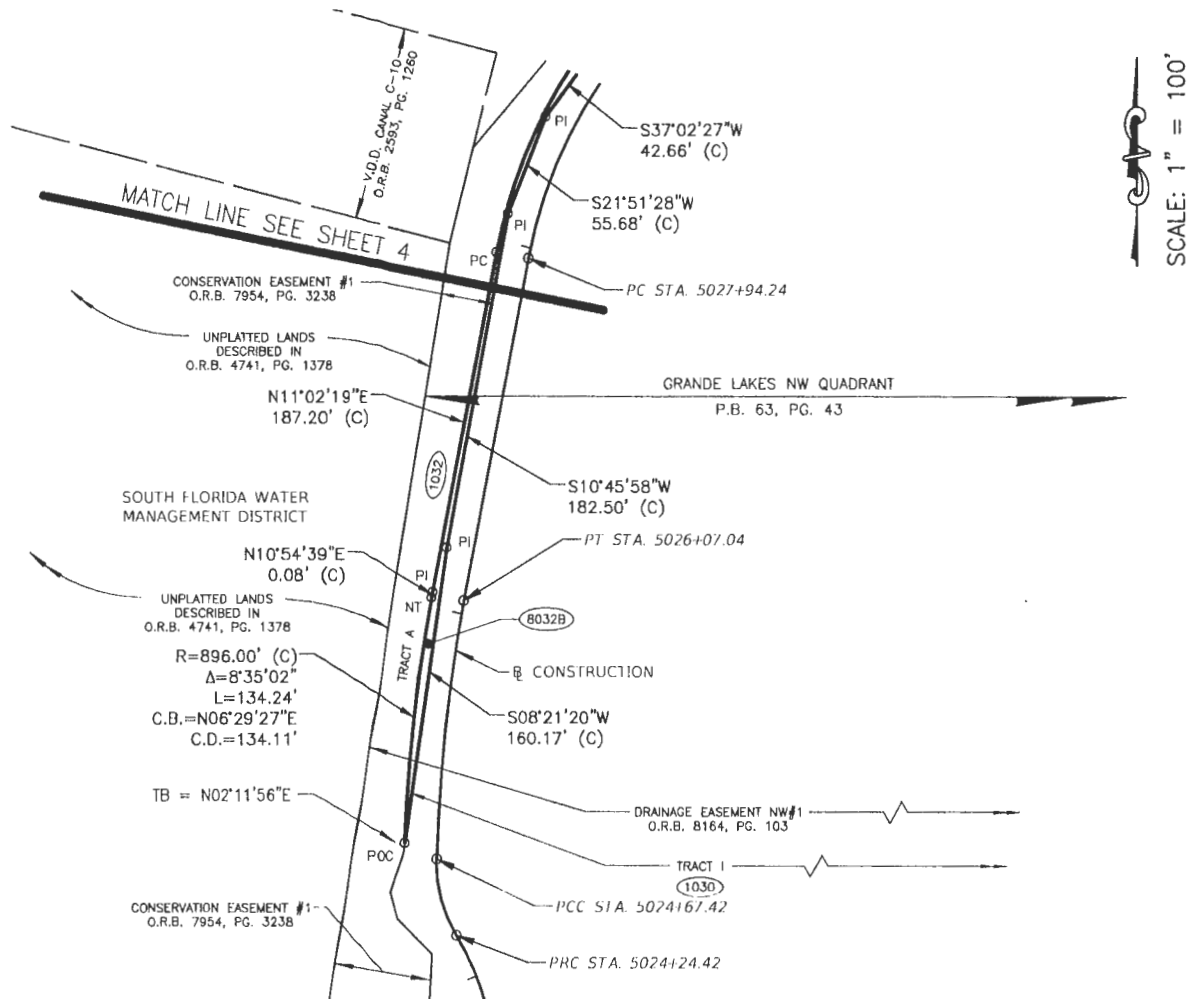 V.D.D. CANAL C-10
O.R.B. 2593, PG. 1260
SCALE: 1" = 100'
PI
S37°02'27"W
42.66' (C)
S21°51'28"W
55.68' (C)
MATCH LINE SEE SHEET 4
PI
PC
PC STA. 5027+94.24
CONSERVATION EASEMENT #1
O.R.B. 7954, PG. 3238
UNPLATTED LANDS
DESCRIBED IN
O.R.B. 4741, PG. 1378
GRANDE LAKES NW QUADRANT
P.B. 63, PG. 43
N11°02'19"E
187.20' (C)
1032
S10°45'58"W
182.50' (C)
SOUTH FLORIDA WATER
MANAGEMENT DISTRICT
PI
PT STA. 5026+07.04
N10°54'39"E
0.08' (C)
PI
NT
UNPLATTED LANDS
DESCRIBED IN
O.R.B. 4741, PG. 1378
8032B
TRACT A
R=896.00' (C)
Δ=8°35'02"
L=134.24'
C.B.=N06°29'27"E
C.D.=134.11'
℄ CONSTRUCTION
S08°21'20"W
160.17' (C)
TB = N02°11'56"E
DRAINAGE EASEMENT NW#1
O.R.B. 8164, PG. 103
POC
TRACT I
1030
PCC STA. 5024+67.42
CONSERVATION EASEMENT #1
O.R.B. 7954, PG. 3238
PRC STA. 5024+24.42